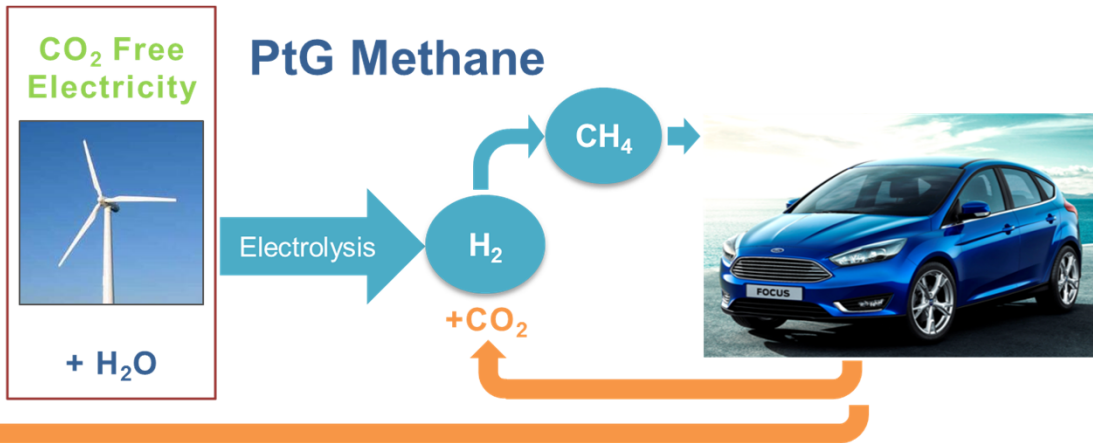 CO₂ Free
Electricity
PtG Methane
CH₄
Electrolysis
H₂
FOCUS
+CO₂
+ H₂O